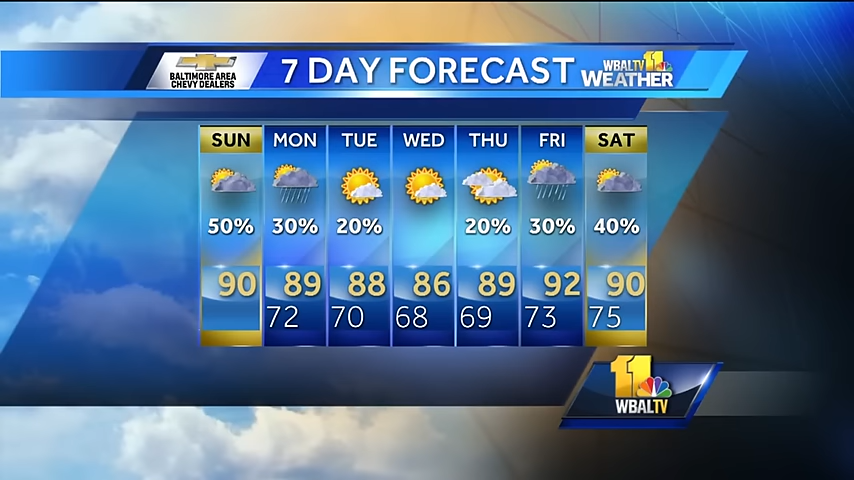 BALTIMORE AREA
CHEVY DEALERS
7 DAY FORECAST
WBALTV 11
WEATHER
SUN MON TUE WED THU FRI SAT
50% 30% 20% 20% 30% 40%
90 89 88 86 89 92 90
72 70 68 69 73 75
11
WBALTV